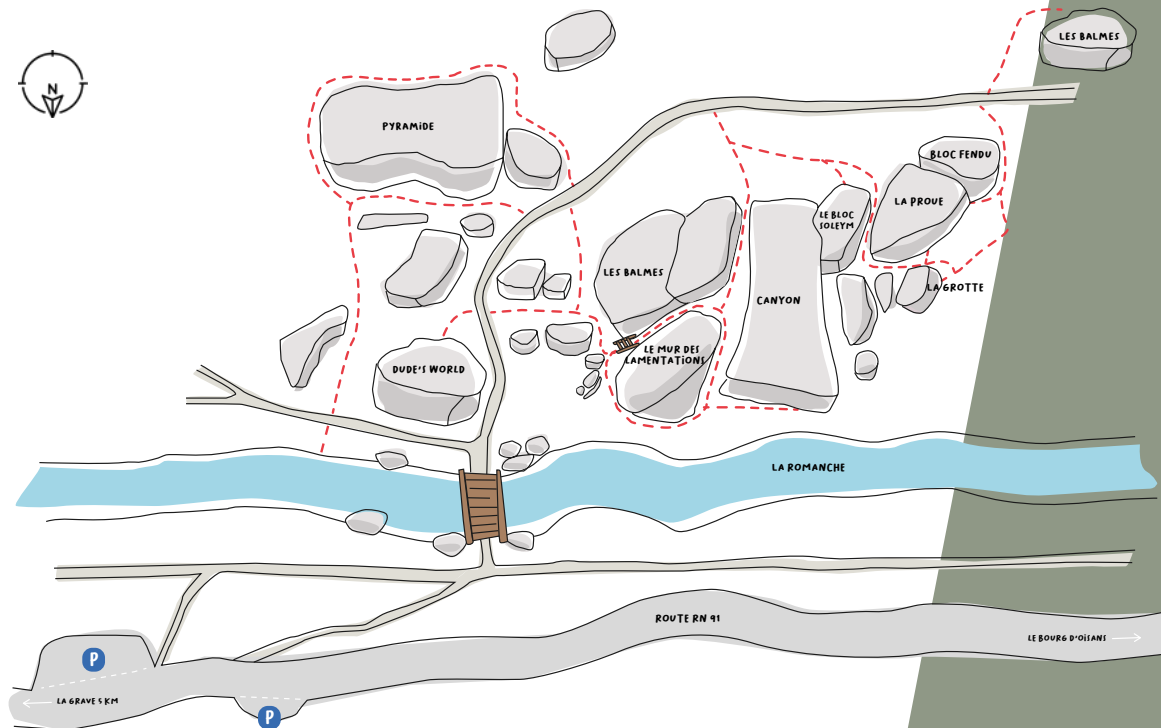 LES BALMES
N
PYRAMiDE
BLOC FENDU
LA PROUE
LE BLOC
SOLEYM
LES BALMES
LA GROTTE
CANYON
LE MUR DES
LAMENTATiONS
DUDE'S WORLD
LA ROMANCHE
ROUTE RN 91
LE BOURG D'OiSANS
P
LA GRAVE 5 KM
P